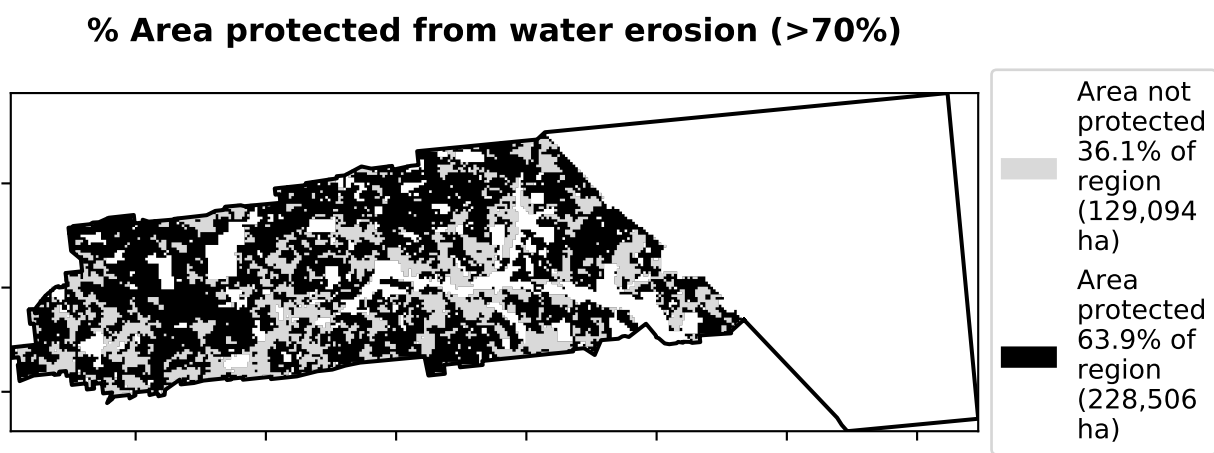 % Area protected from water erosion (>70%)
Area not
protected
36.1% of
region
(129,094
ha)
Area
protected
63.9% of
region
(228,506
ha)